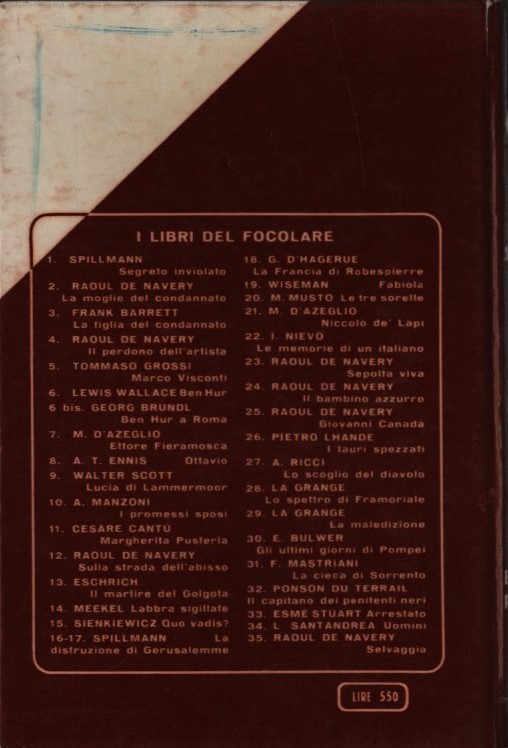 I LIBRI DEL FOCOLARE
1. SPILLMANN
Segreto inviolato
2. RAOUL DE NAVERY
La moglie del condannato
3. FRANK BARRETT
La figlia del condannato
4. RAOUL DE NAVERY
Il perdono dell'artista
5. TOMMASO GROSSI
Marco Visconti
6. LEWIS WALLACE Ben Hur
6 bis. GEORG BRUNDL
Ben Hur a Roma
7. M. D'AZEGLIO
Ettore Fieramosca
8. A. T. ENNIS Ottavio
9. WALTER SCOTT
Lucia di Lammermoor
10. A. MANZONI
I promessi sposi
11. CESARE CANTÙ
Margherita Pusterla
12. RAOUL DE NAVERY
Sulla strada dell'abisso
13. ESCHRICH
Il martire del Golgota
14. MEEKEL Labbra sigillate
15. SIENKIEWICZ Quo vadis?
16-17. SPILLMANN La
distruzione di Gerusalemme
18. G. D'HAGERUE
La Francia di Robespierre
19. WISEMAN Fabiola
20. M. MUSTO Le tre sorelle
21. M. D'AZEGLIO
Niccolò de' Lapi
22. I. NIEVO
Le memorie di un italiano
23. RAOUL DE NAVERY
Sepolta viva
24. RAOUL DE NAVERY
Il bambino azzurro
25. RAOUL DE NAVERY
Giovanni Canada
26. PIETRO LHANDE
I lauri spezzati
27. A. RICCI
Lo scoglio del diavolo
28. LA GRANGE
Lo spettro di Framoriale
29. LA GRANGE
La maledizione
30. E. BULWER
Gli ultimi giorni di Pompei
31. F. MASTRIANI
La cieca di Sorrento
32. PONSON DU TERRAIL
Il capitano dei penitenti neri
33. ESME STUART Arrestato
34. L. SANTANDREA Uomini
35. RAOUL DE NAVERY
Selvaggia
LIRE 550